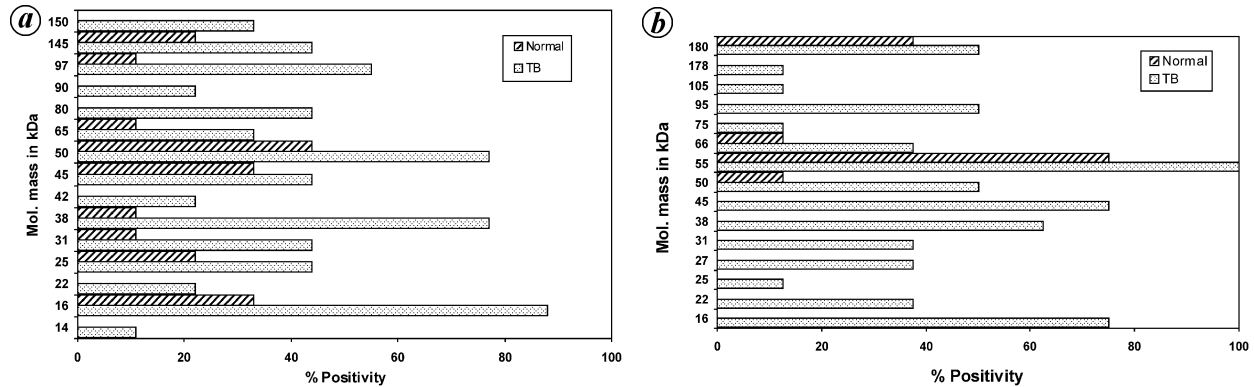 a
Mol. mass in kDa
150
145
97
90
80
65
50
45
42
38
31
25
22
16
14
Normal
TB
0 20 40 60 80 100
% Positivity
b
Mol. mass in kDa
180
178
105
95
75
66
55
50
45
38
31
27
25
22
16
Normal
TB
0 20 40 60 80 100
% Positivity